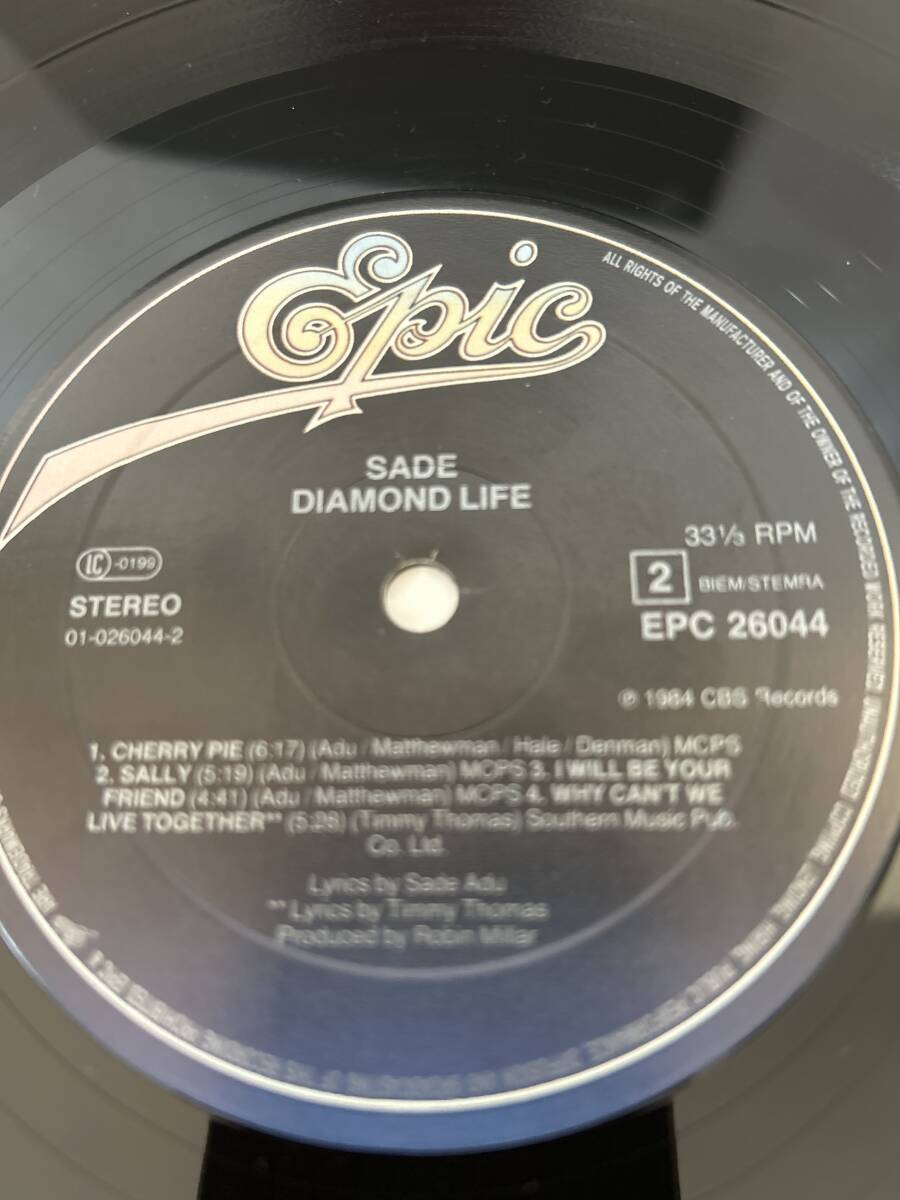 Epic
ALL RIGHTS OF THE MANUFACTURER AND OF THE OWNER OF THE RECORDED WORK RESERVED
SADE
DIAMOND LIFE
33⅓ RPM
LC-0199
STEREO
01-026044-2
2
BIEM/STEMRA
EPC 26044
℗ 1984 CBS Records
1. CHERRY PIE (6:17) (Adu / Matthewman / Hale / Denman) MCPS
2. SALLY (5:19) (Adu / Matthewman) MCPS 3. I WILL BE YOUR
FRIEND (4:41) (Adu / Matthewman) MCPS 4. WHY CAN'T WE
LIVE TOGETHER** (5:28) (Timmy Thomas) Southern Music Pub.
Co. Ltd.
Lyrics by Sade Adu
** Lyrics by Timmy Thomas
Produced by Robin Millar